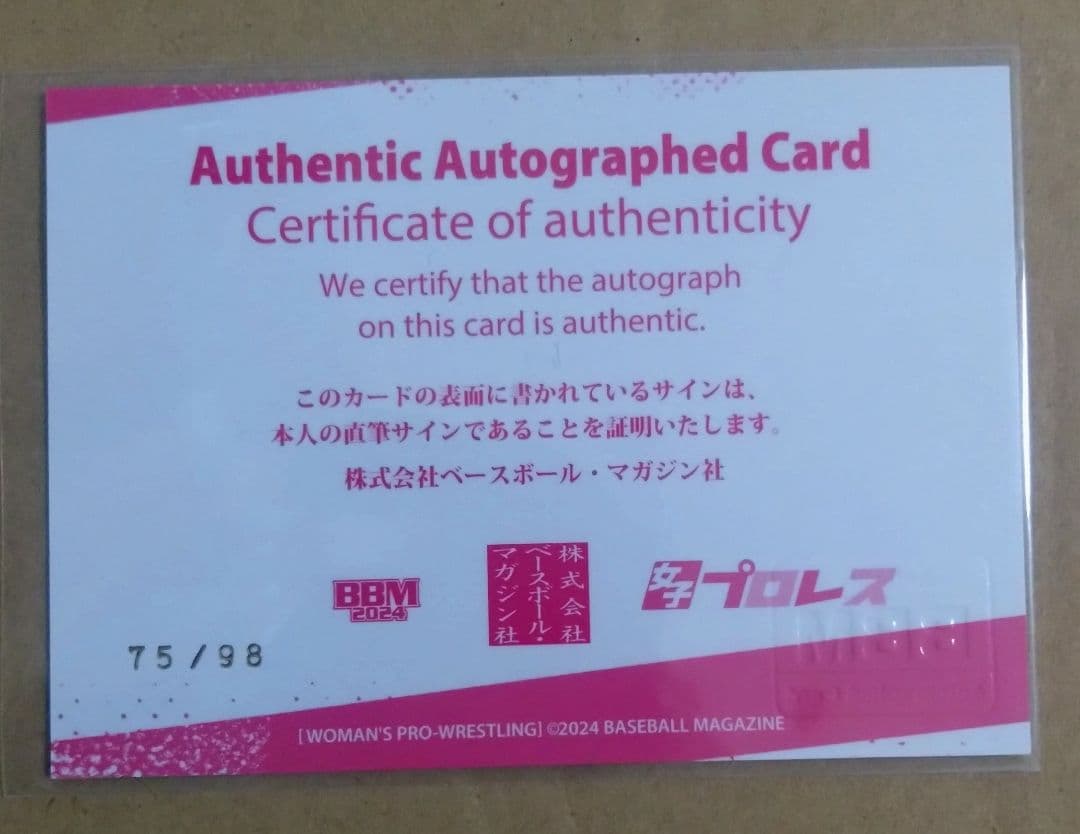 Authentic Autographed Card
Certificate of authenticity
We certify that the autograph
on this card is authentic.
このカードの表面に書かれているサインは、
本人の直筆サインであることを証明いたします。
株式会社ベースボール・マガジン社
BBM
2024
株式会社
ベースボール・
マガジン社
女子プロレス
75/98
[WOMAN'S PRO-WRESTLING] ©2024 BASEBALL MAGAZINE